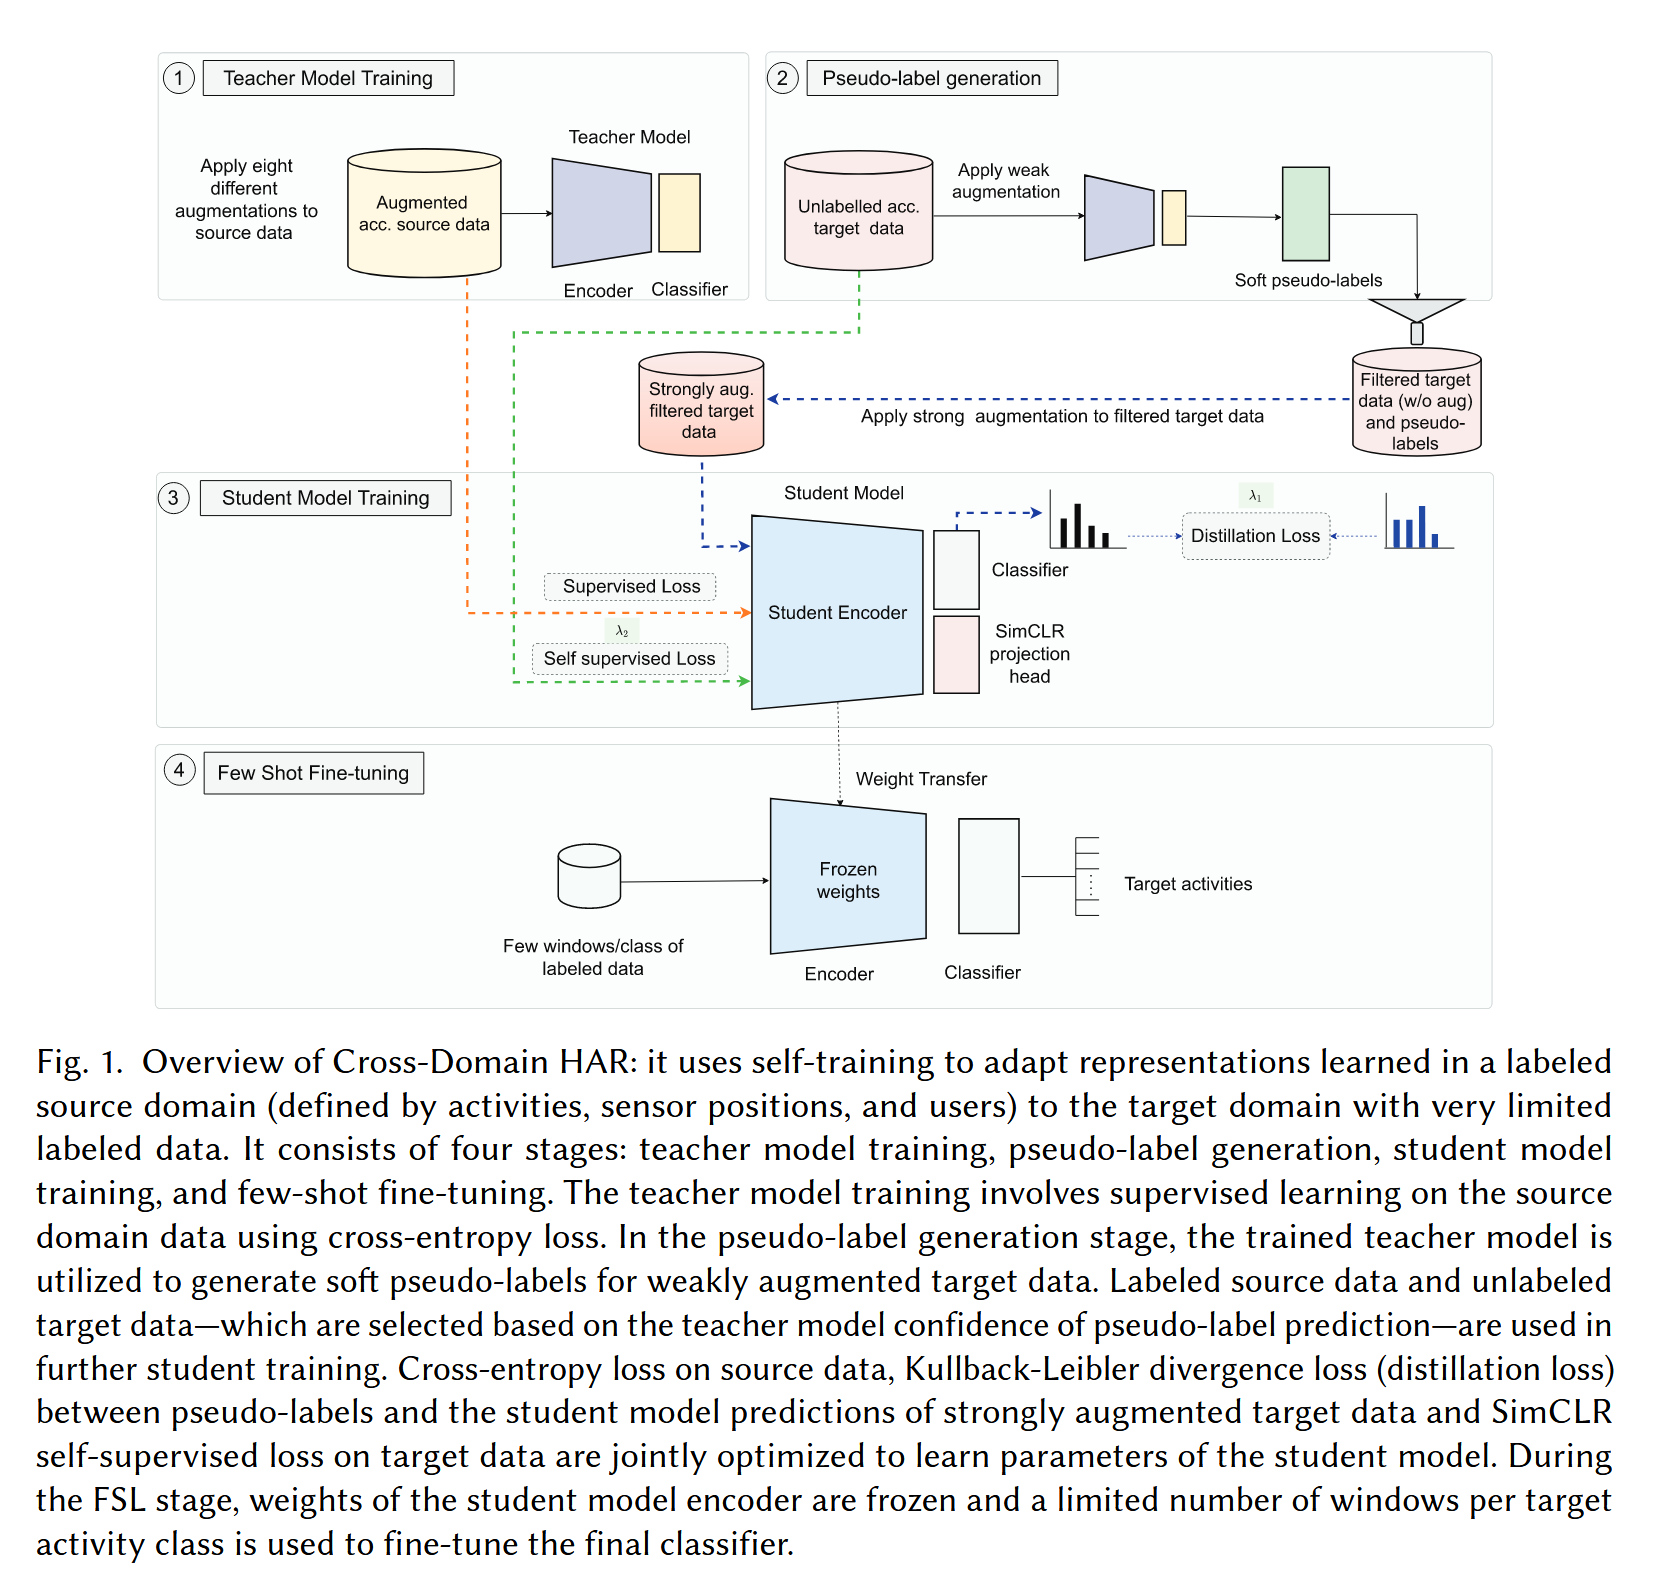 1 Teacher Model Training
Apply eight
different
augmentations to
source data
Augmented
acc. source data
Teacher Model
Encoder
Classifier
2 Pseudo-label generation
Unlabelled acc.
target data
Apply weak
augmentation
Soft pseudo-labels
Filtered target
data (w/o aug)
and pseudo-
labels
Apply strong augmentation to filtered target data
Strongly aug.
filtered target
data
3 Student Model Training
Student Model
Supervised Loss
λ2
Self supervised Loss
Student Encoder
Classifier
SimCLR
projection
head
λ1
Distillation Loss
4 Few Shot Fine-tuning
Weight Transfer
Few windows/class of
labeled data
Frozen
weights
Encoder
Classifier
Target activities
Fig. 1. Overview of Cross-Domain HAR: it uses self-training to adapt representations learned in a labeled
source domain (defined by activities, sensor positions, and users) to the target domain with very limited
labeled data. It consists of four stages: teacher model training, pseudo-label generation, student model
training, and few-shot fine-tuning. The teacher model training involves supervised learning on the source
domain data using cross-entropy loss. In the pseudo-label generation stage, the trained teacher model is
utilized to generate soft pseudo-labels for weakly augmented target data. Labeled source data and unlabeled
target data—which are selected based on the teacher model confidence of pseudo-label prediction—are used in
further student training. Cross-entropy loss on source data, Kullback-Leibler divergence loss (distillation loss)
between pseudo-labels and the student model predictions of strongly augmented target data and SimCLR
self-supervised loss on target data are jointly optimized to learn parameters of the student model. During
the FSL stage, weights of the student model encoder are frozen and a limited number of windows per target
activity class is used to fine-tune the final classifier.